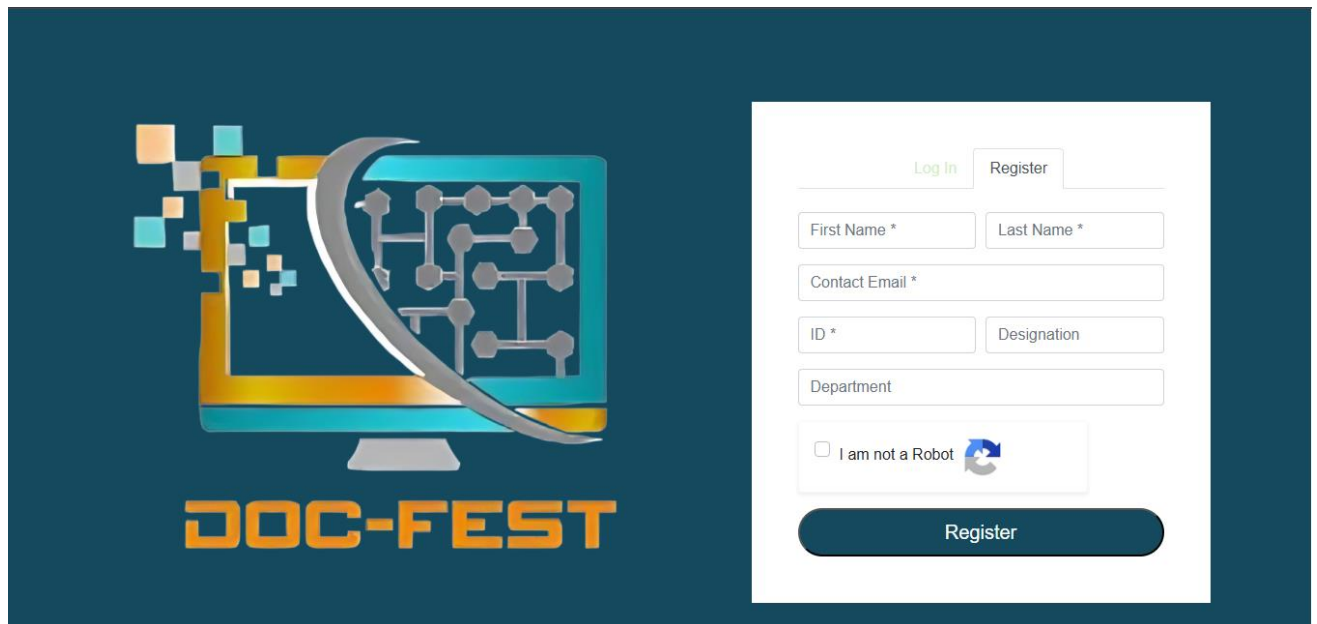 Log In Register
First Name * Last Name *
Contact Email *
ID * Designation
Department
I am not a Robot
Register
DOC-FEST